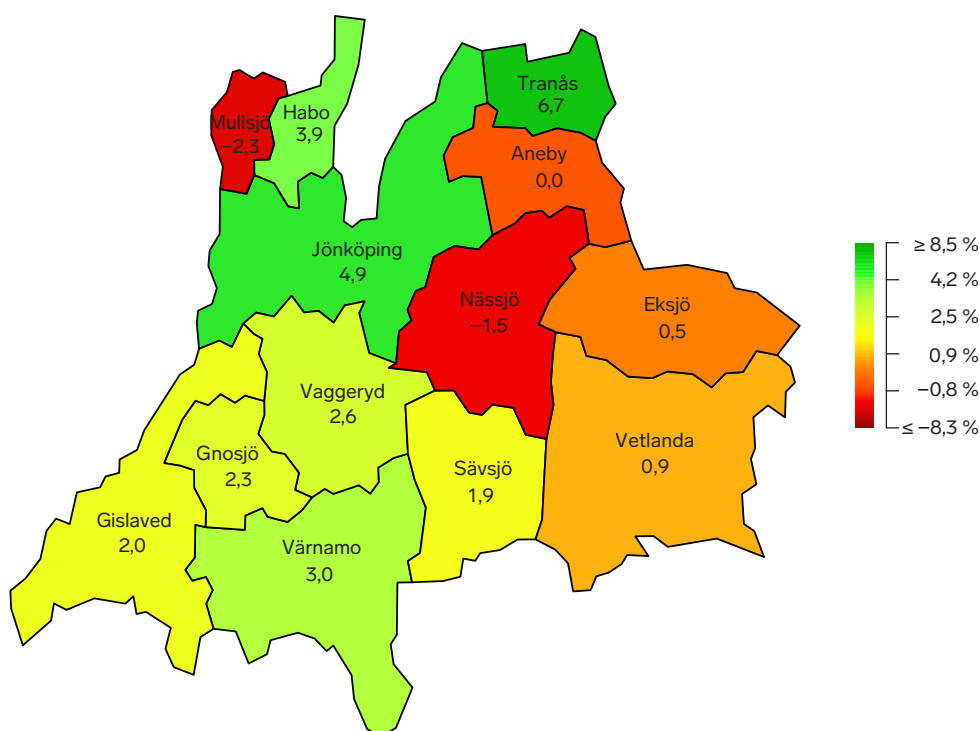 Tranås
6,7
Habo
3,9
Mullsjö
−2,3
Aneby
0,0
Jönköping
4,9
Nässjö
−1,5
Eksjö
0,5
Vaggeryd
2,6
Vetlanda
0,9
Gnosjö
2,3
Sävsjö
1,9
Gislaved
2,0
Värnamo
3,0
≥ 8,5 %
4,2 %
2,5 %
0,9 %
−0,8 %
≤ −8,3 %